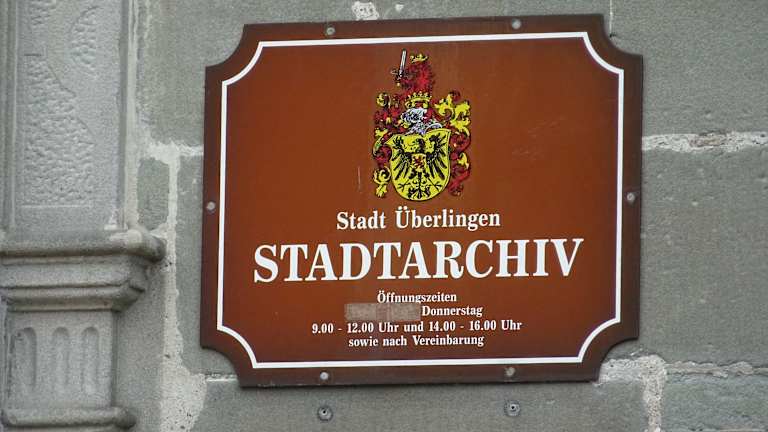 Stadt Überlingen
STADTARCHIV
Öffnungszeiten
Donnerstag
9.00 - 12.00 Uhr und 14.00 - 16.00 Uhr
sowie nach Vereinbarung